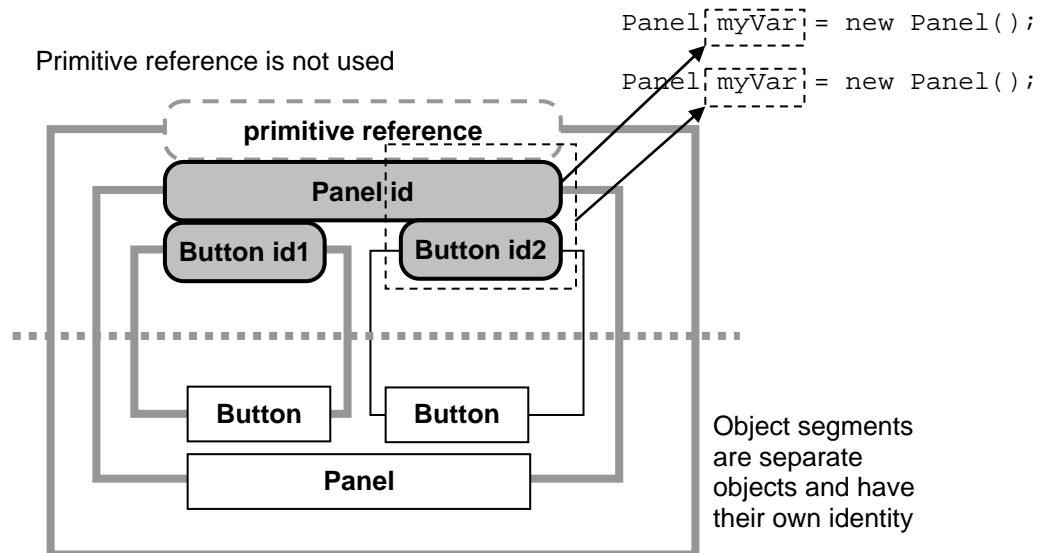 Panel myVar = new Panel();
Primitive reference is not used
Panel myVar = new Panel();
primitive reference
Panel id
Button id1
Button id2
Button
Button
Panel
Object segments
are separate
objects and have
their own identity